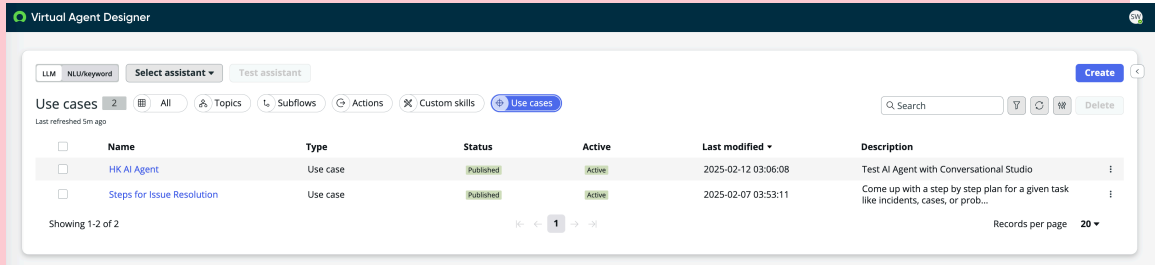 Virtual Agent Designer
SW
LLM NLU/keyword Select assistant Test assistant Create
Use cases 2 All Topics Subflows Actions Custom skills Use cases Search Delete
Last refreshed 5m ago
Name Type Status Active Last modified Description
HK AI Agent Use case Published Active 2025-02-12 03:06:08 Test AI Agent with Conversational Studio
Steps for Issue Resolution Use case Published Active 2025-02-07 03:53:11 Come up with a step by step plan for a given task
like incidents, cases, or prob...
Showing 1-2 of 2 1 Records per page 20